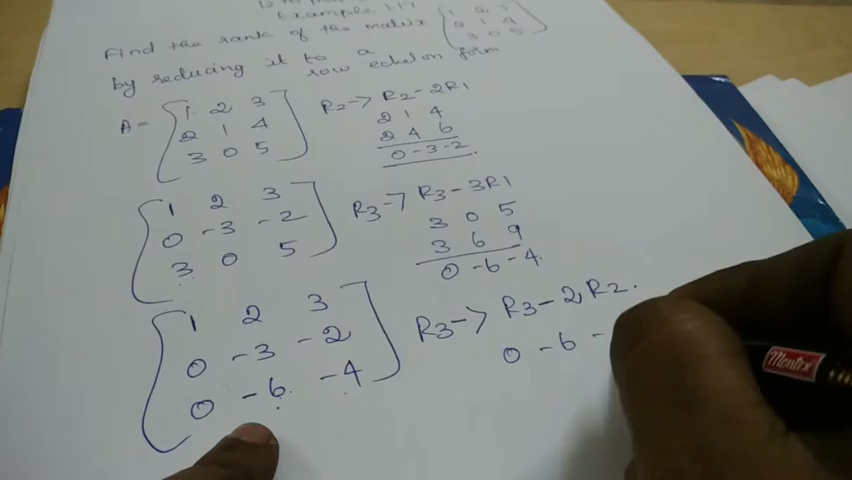 Example 1.17
Find the rank of the matrix [1 2 3
0 1 4
3 0 5]
by reducing it to a row echelon form
A = [1 2 3
2 1 4
3 0 5]
R2 -> R2 - 2R1
2 1 4
2 4 6
0 -3 -2
[1 2 3
0 -3 -2
3 0 5]
R3 -> R3 - 3R1
3 0 5
3 6 9
0 -6 -4
[1 2 3
0 -3 -2
0 -6 -4]
R3 -> R3 - 2R2
0 -6 -
Montex